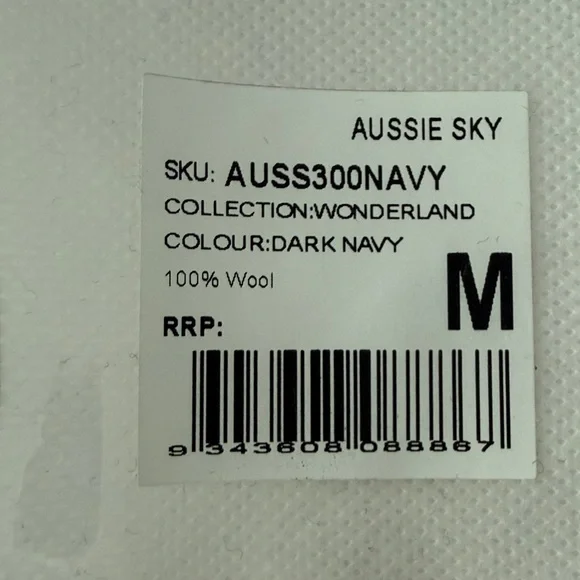 AUSSIE SKY
SKU: AUSS300NAVY
COLLECTION:WONDERLAND
COLOUR:DARK NAVY
100% Wool
M
RRP:
9 343608 088867